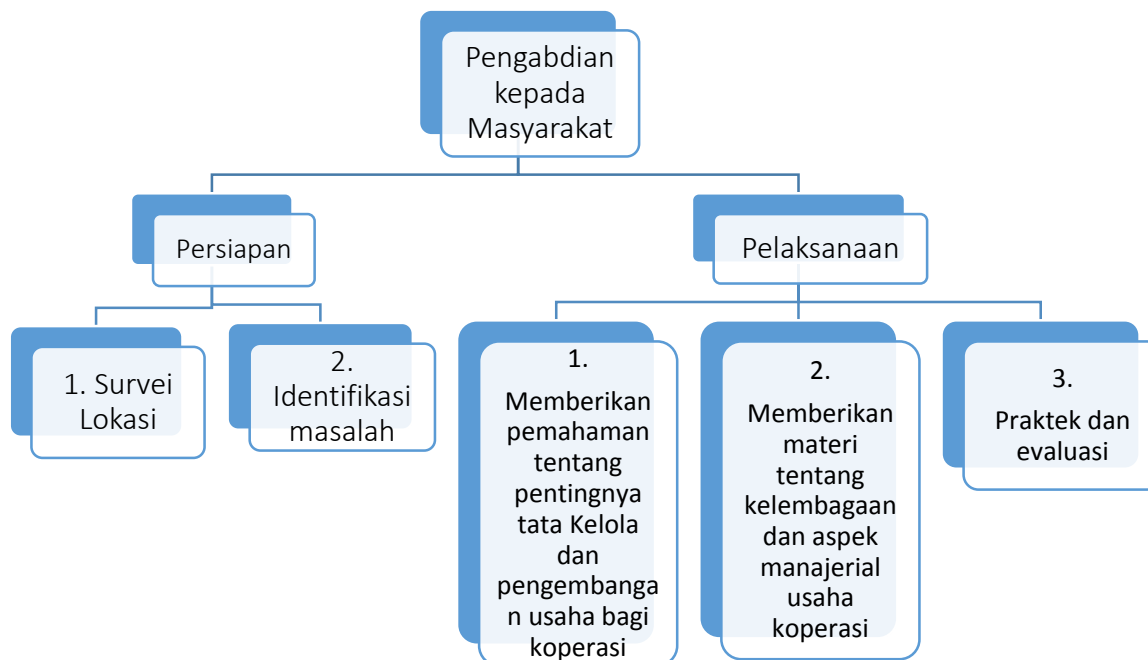 Pengabdian
kepada
Masyarakat
Persiapan
Pelaksanaan
1. Survei
Lokasi
2.
Identifikasi
masalah
1.
Memberikan
pemahaman
tentang
pentingnya
tata Kelola
dan
pengembanga
n usaha bagi
koperasi
2.
Memberikan
materi
tentang
kelembagaan
dan aspek
manajerial
usaha
koperasi
3.
Praktek dan
evaluasi